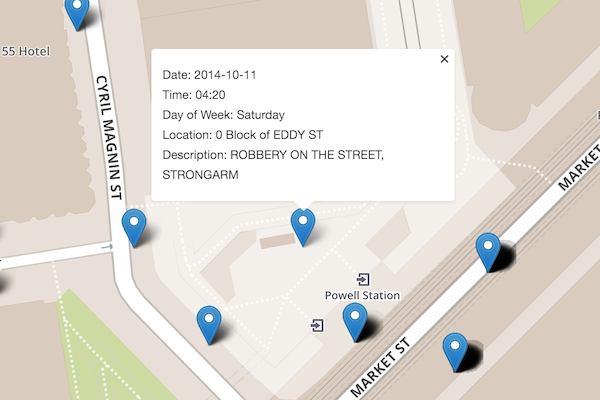 55 Hotel
CYRIL MAGNIN ST
×
Date: 2014-10-11
Time: 04:20
Day of Week: Saturday
Location: 0 Block of EDDY ST
Description: ROBBERY ON THE STREET,
STRONGARM
MARKET
Powell Station
MARKET ST